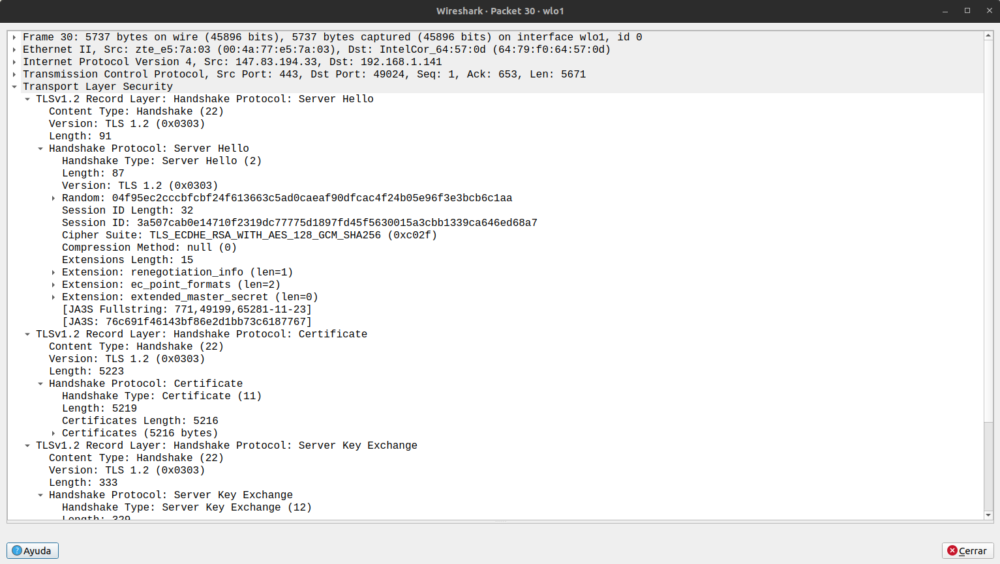 Wireshark · Packet 30 · wlo1
Frame 30: 5737 bytes on wire (45896 bits), 5737 bytes captured (45896 bits) on interface wlo1, id 0
Ethernet II, Src: zte_e5:7a:03 (00:4a:77:e5:7a:03), Dst: IntelCor_64:57:0d (64:79:f0:64:57:0d)
Internet Protocol Version 4, Src: 147.83.194.33, Dst: 192.168.1.141
Transmission Control Protocol, Src Port: 443, Dst Port: 49024, Seq: 1, Ack: 653, Len: 5671
Transport Layer Security
TLSv1.2 Record Layer: Handshake Protocol: Server Hello
Content Type: Handshake (22)
Version: TLS 1.2 (0x0303)
Length: 91
Handshake Protocol: Server Hello
Handshake Type: Server Hello (2)
Length: 87
Version: TLS 1.2 (0x0303)
Random: 04f95ec2cccbfcbf24f613663c5ad0caeaf90dfcac4f24b05e96f3e3bcb6c1aa
Session ID Length: 32
Session ID: 3a507cab0e14710f2319dc77775d1897fd45f5630015a3cbb1339ca646ed68a7
Cipher Suite: TLS_ECDHE_RSA_WITH_AES_128_GCM_SHA256 (0xc02f)
Compression Method: null (0)
Extensions Length: 15
Extension: renegotiation_info (len=1)
Extension: ec_point_formats (len=2)
Extension: extended_master_secret (len=0)
[JA3S Fullstring: 771,49199,65281-11-23]
[JA3S: 76c691f46143bf86e2d1bb73c6187767]
TLSv1.2 Record Layer: Handshake Protocol: Certificate
Content Type: Handshake (22)
Version: TLS 1.2 (0x0303)
Length: 5223
Handshake Protocol: Certificate
Handshake Type: Certificate (11)
Length: 5219
Certificates Length: 5216
Certificates (5216 bytes)
TLSv1.2 Record Layer: Handshake Protocol: Server Key Exchange
Content Type: Handshake (22)
Version: TLS 1.2 (0x0303)
Length: 333
Handshake Protocol: Server Key Exchange
Handshake Type: Server Key Exchange (12)
Length: 329
Ayuda
Cerrar